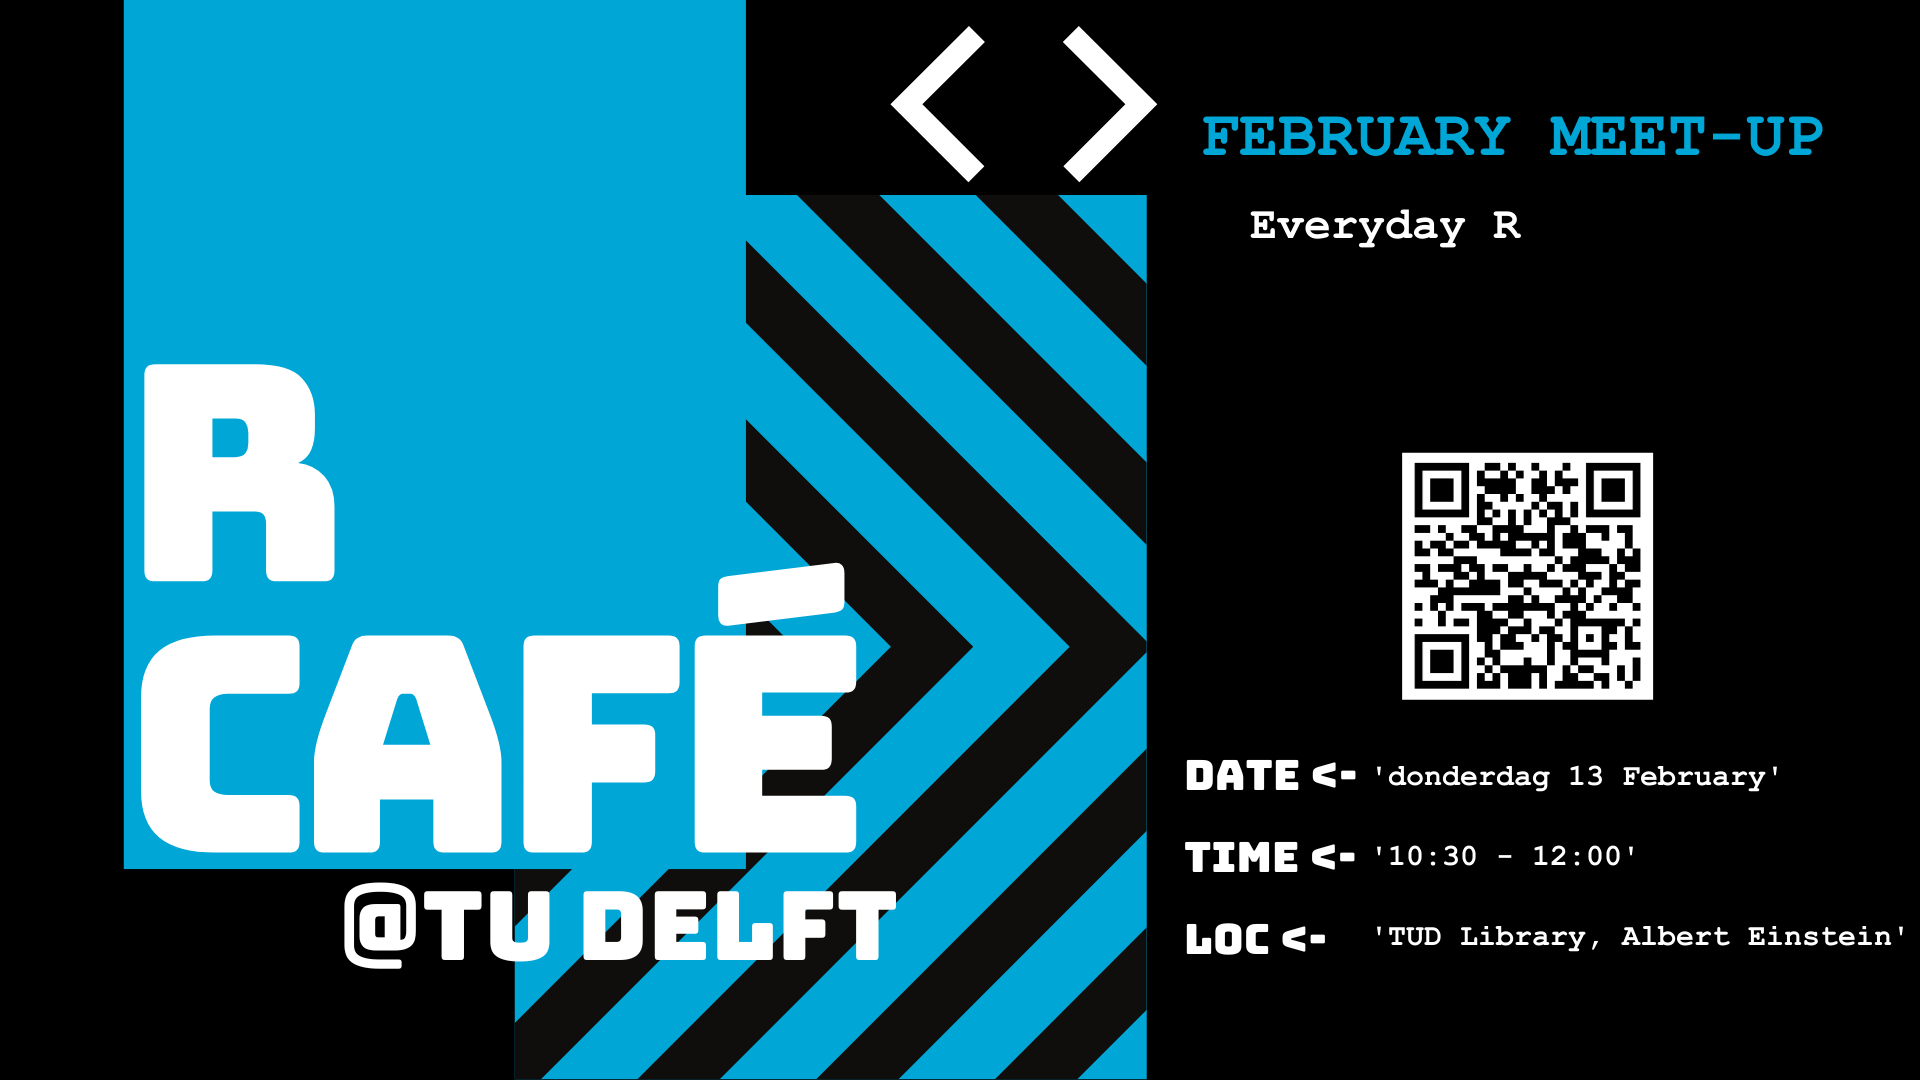 < >
FEBRUARY MEET-UP
Everyday R
R
CAFÉ
@TU DELFT
DATE <- 'donderdag 13 February'
TIME <- '10:30 - 12:00'
LOC <- 'TUD Library, Albert Einstein'